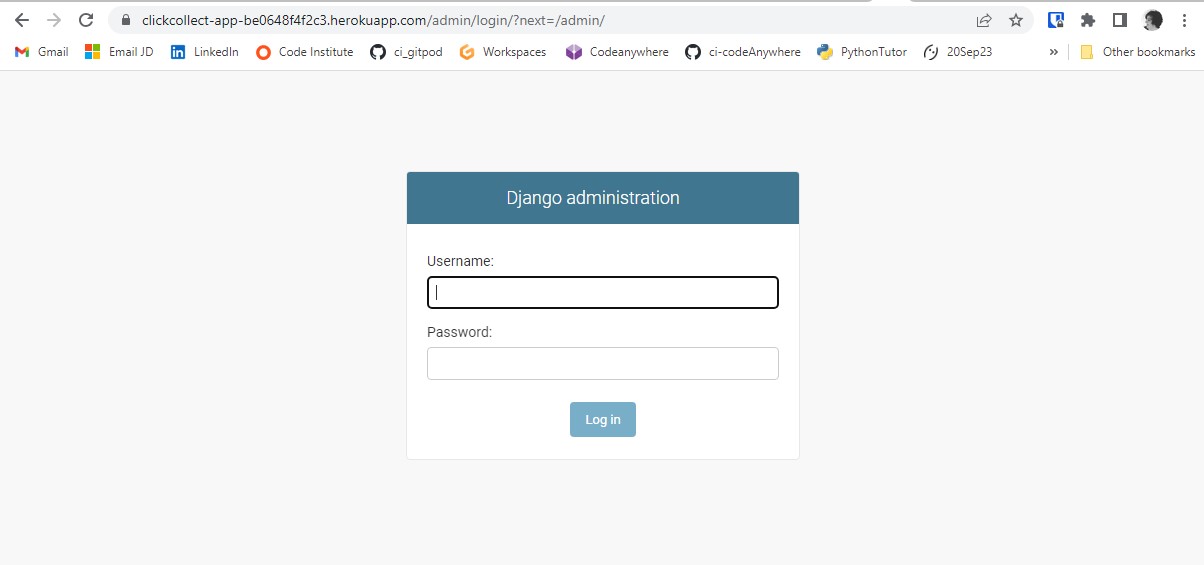 clickcollect-app-be0648f4f2c3.herokuapp.com/admin/login/?next=/admin/
Gmail Email JD LinkedIn Code Institute ci_gitpod Workspaces Codeanywhere ci-codeAnywhere PythonTutor 20Sep23 » Other bookmarks
Django administration
Username:
Password:
Log in